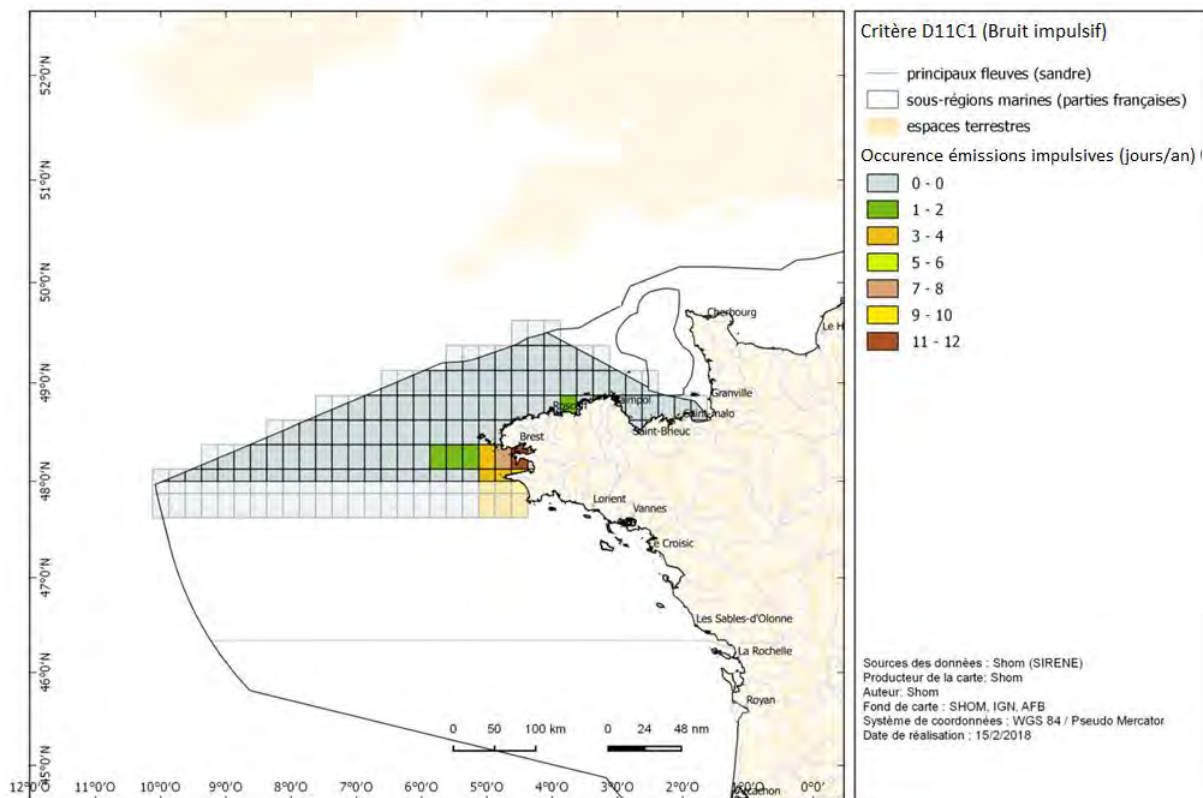 Critère D11C1 (Bruit impulsif)
principaux fleuves (sandre)
sous-régions marines (parties françaises)
espaces terrestres
Occurence émissions impulsives (jours/an)
0 - 0
1 - 2
3 - 4
5 - 6
7 - 8
9 - 10
11 - 12
52°0'N
51°0'N
50°0'N
49°0'N
48°0'N
47°0'N
46°0'N
45°0'N
Cherbourg
Le H
Granville
Saint-malo
Saint-Brieuc
Brest
Lorient
Vannes
Le Croisic
Les Sables-d'Olonne
La Rochelle
Royan
0 50 100 km
0 24 48 nm
12°0'O 11°0'O 10°0'O 9°0'O 8°0'O 7°0'O 6°0'O 5°0'O 4°0'O 3°0'O 2°0'O 1°0'O 0°0'
Sources des données : Shom (SIRENE)
Producteur de la carte: Shom
Auteur: Shom
Fond de carte : SHOM, IGN, AFB
Système de coordonnées : WGS 84 / Pseudo Mercator
Date de réalisation : 15/2/2018